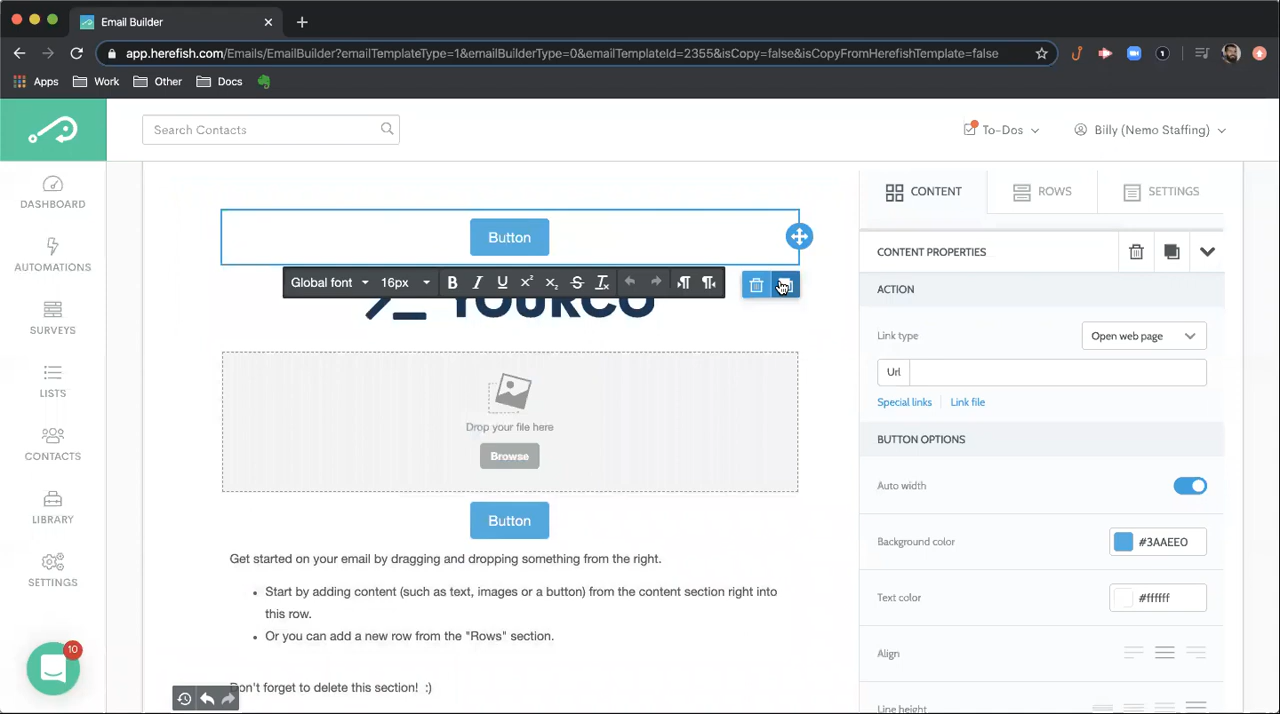 Email Builder
app.herefish.com/Emails/EmailBuilder?emailTemplateType=1&emailBuilderType=0&emailTemplateId=2355&isCopy=false&isCopyFromHerefishTemplate=false
Apps Work Other Docs
Search Contacts
To-Dos
Billy (Nemo Staffing)
DASHBOARD
AUTOMATIONS
SURVEYS
LISTS
CONTACTS
LIBRARY
SETTINGS
10
Button
Global font 16px B I U x² x₂ S Tx
YOURCO
Drop your file here
Browse
Button
Get started on your email by dragging and dropping something from the right.
• Start by adding content (such as text, images or a button) from the content section right into
this row.
• Or you can add a new row from the "Rows" section.
Don't forget to delete this section! :)
CONTENT ROWS SETTINGS
CONTENT PROPERTIES
ACTION
Link type Open web page
Url
Special links Link file
BUTTON OPTIONS
Auto width
Background color #3AAEE0
Text color #ffffff
Align
Line height